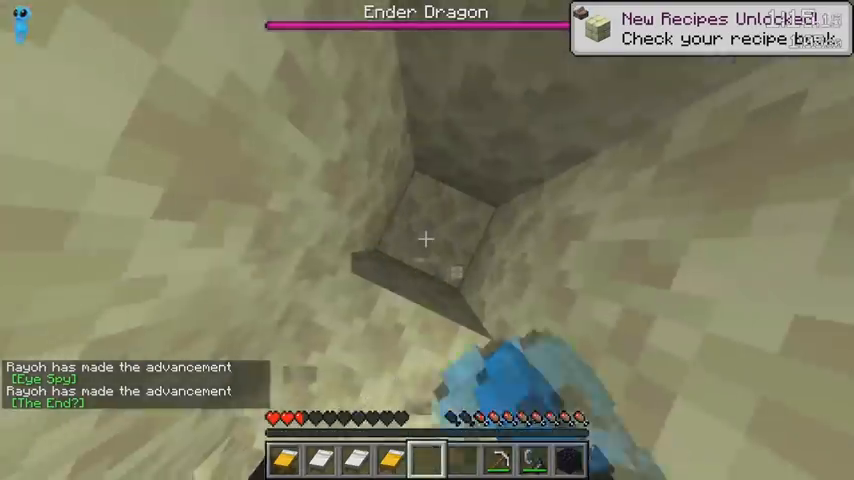 Ender Dragon
New Recipes Unlocked!
Check your recipe book
Rayoh has made the advancement
[Eye Spy]
Rayoh has made the advancement
[The End?]